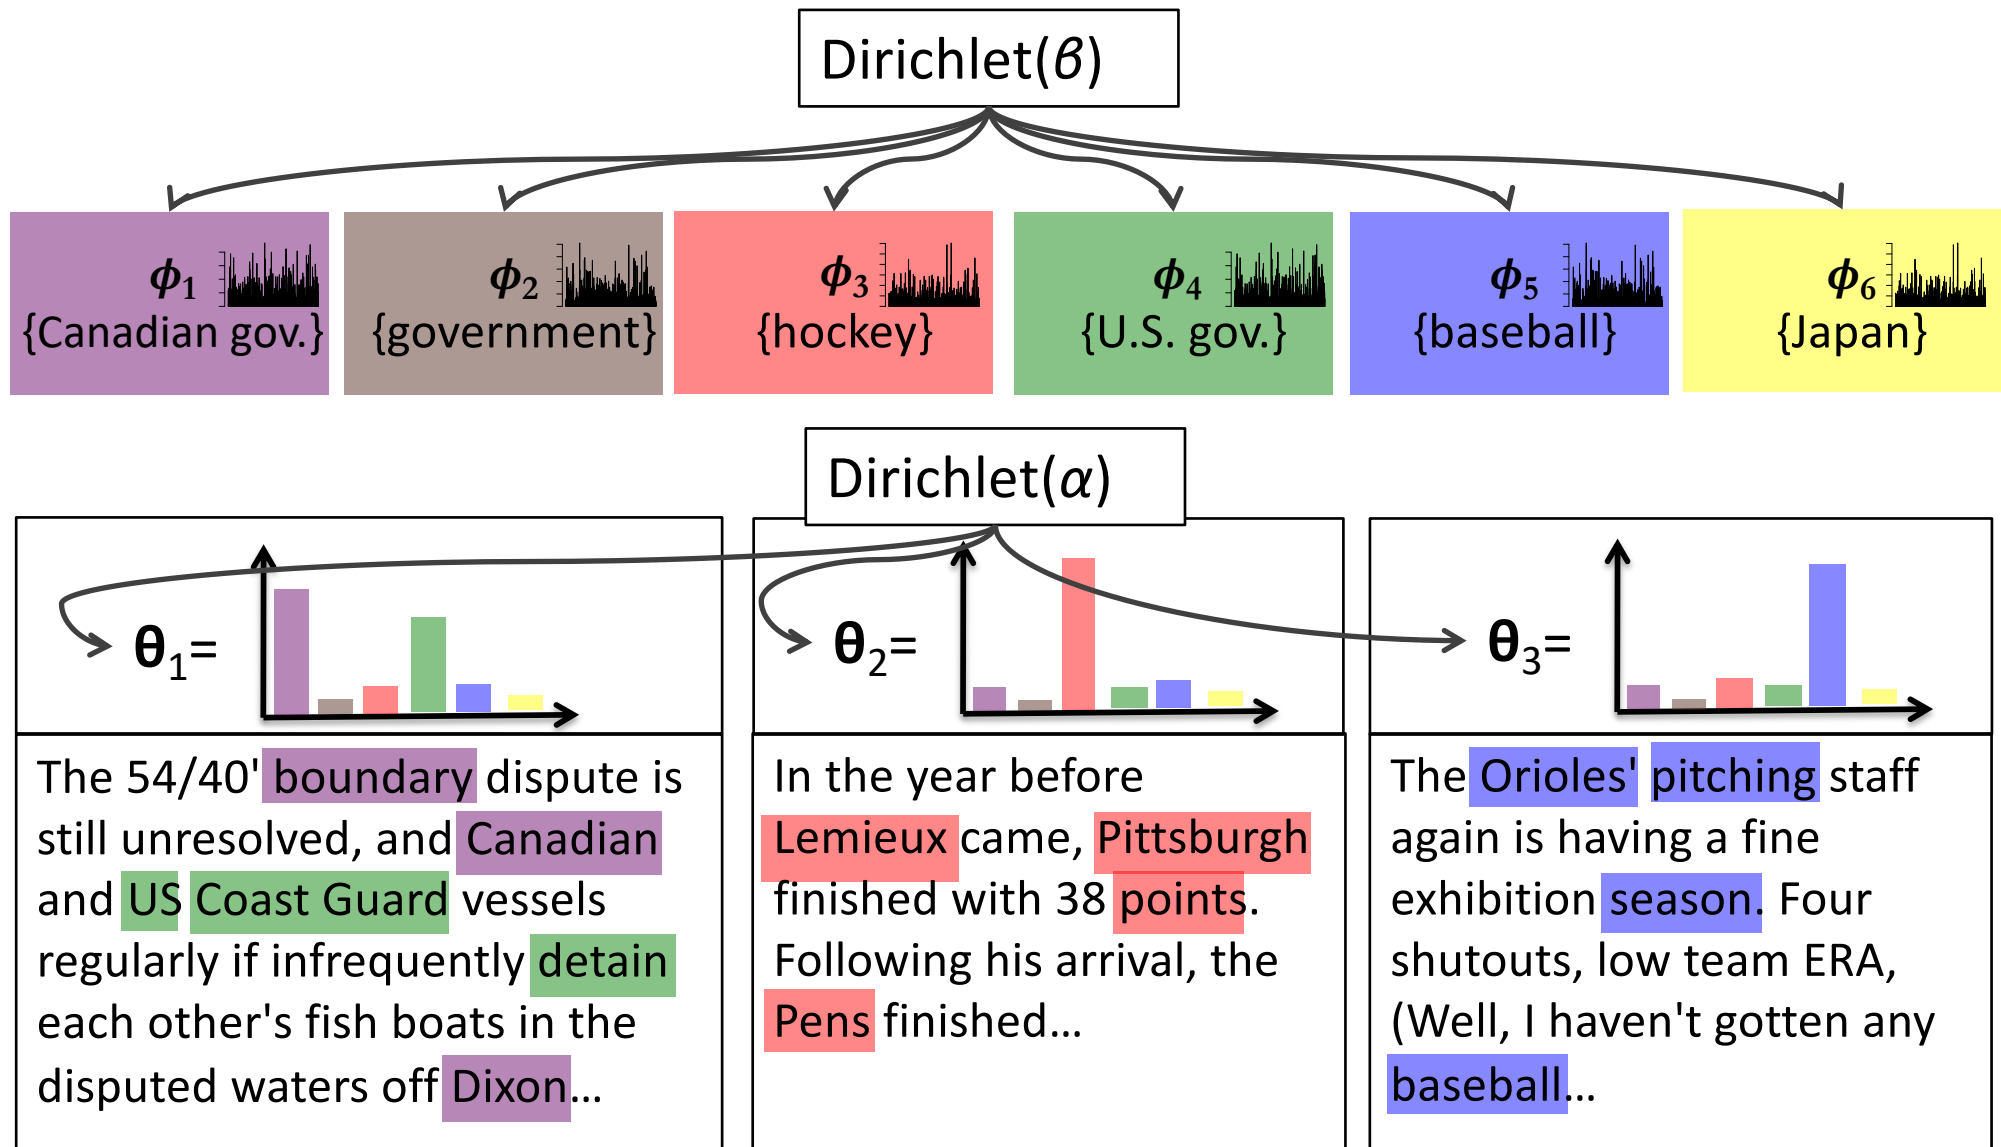 Dirichlet(β)
ϕ1
{Canadian gov.}
ϕ2
{government}
ϕ3
{hockey}
ϕ4
{U.S. gov.}
ϕ5
{baseball}
ϕ6
{Japan}
Dirichlet(α)
θ1=
The 54/40' boundary dispute is
still unresolved, and Canadian
and US Coast Guard vessels
regularly if infrequently detain
each other's fish boats in the
disputed waters off Dixon…
θ2=
In the year before
Lemieux came, Pittsburgh
finished with 38 points.
Following his arrival, the
Pens finished…
θ3=
The Orioles' pitching staff
again is having a fine
exhibition season. Four
shutouts, low team ERA,
(Well, I haven't gotten any
baseball…